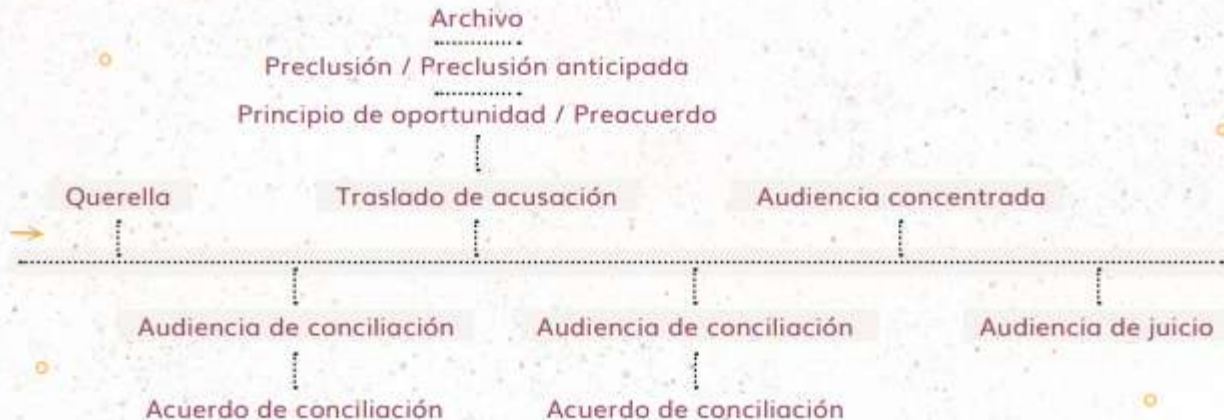 Archivo
Preclusión / Preclusión anticipada
Principio de oportunidad / Preacuerdo
Querella
Traslado de acusación
Audiencia concentrada
Audiencia de conciliación
Audiencia de conciliación
Audiencia de juicio
Acuerdo de conciliación
Acuerdo de conciliación